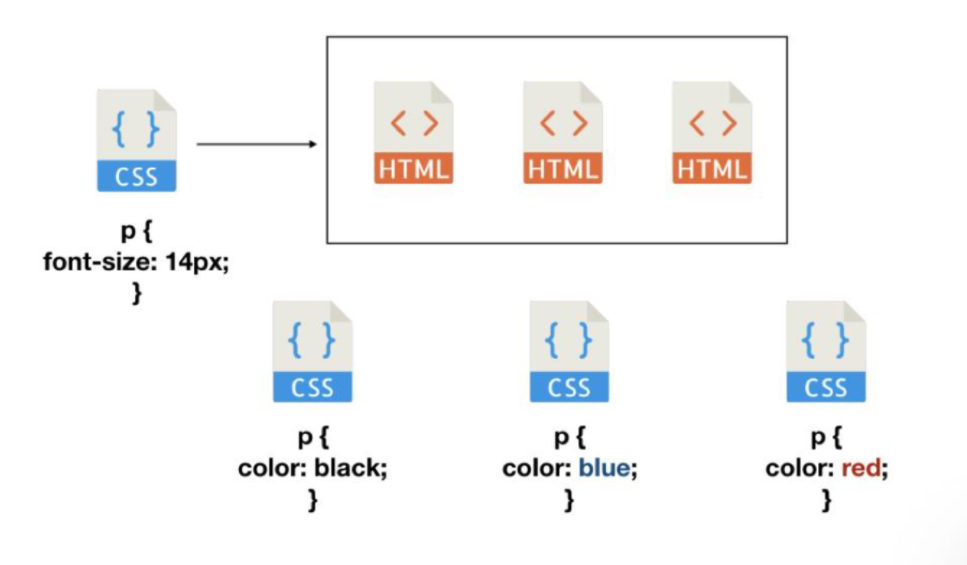 { }
CSS
p {
font-size: 14px;
}
< >
HTML
< >
HTML
< >
HTML
{ }
CSS
p {
color: black;
}
{ }
CSS
p {
color: blue;
}
{ }
CSS
p {
color: red;
}